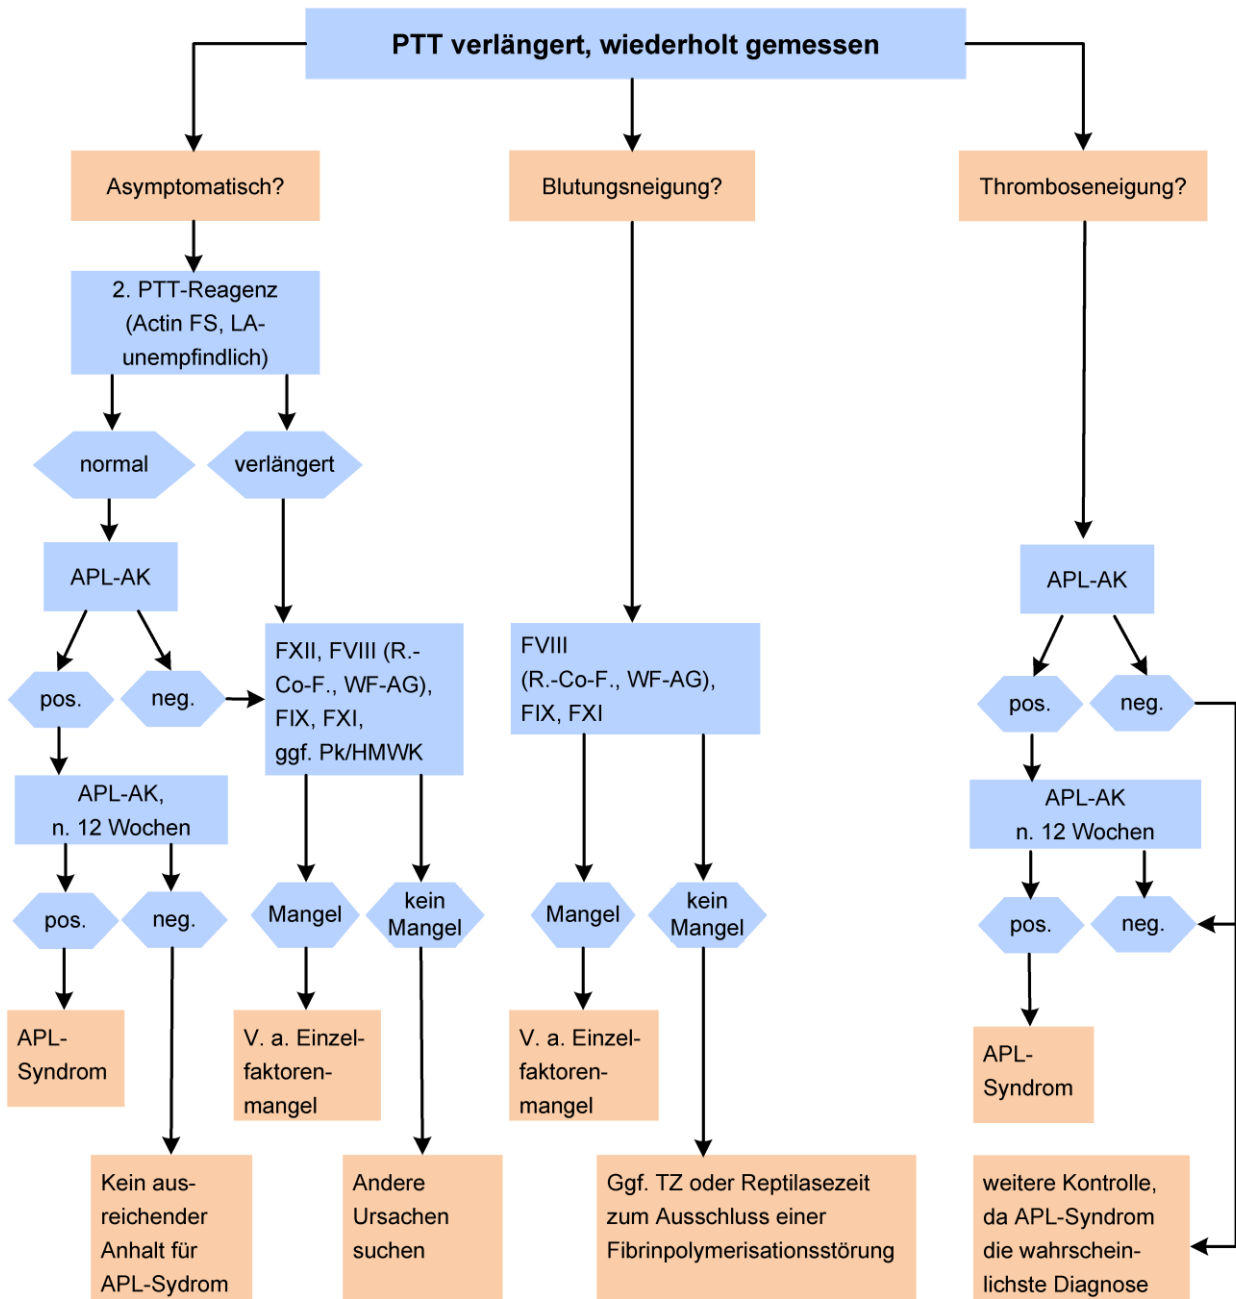 PTT verlängert, wiederholt gemessen
Asymptomatisch?
Blutungsneigung?
Thromboseneigung?
2. PTT-Reagenz
(Actin FS, LA-
unempfindlich)
normal
verlängert
APL-AK
pos.
neg.
FXII, FVIII (R.-
Co-F., WF-AG),
FIX, FXI,
ggf. Pk/HMWK
FVIII
(R.-Co-F., WF-AG),
FIX, FXI
APL-AK
pos.
neg.
APL-AK,
n. 12 Wochen
APL-AK
n. 12 Wochen
pos.
neg.
Mangel
kein
Mangel
Mangel
kein
Mangel
pos.
neg.
APL-
Syndrom
V. a. Einzel-
faktoren-
mangel
V. a. Einzel-
faktoren-
mangel
APL-
Syndrom
Kein aus-
reichender
Anhalt für
APL-Sydrom
Andere
Ursachen
suchen
Ggf. TZ oder Reptilasezeit
zum Ausschluss einer
Fibrinpolymerisationsstörung
weitere Kontrolle,
da APL-Syndrom
die wahrschein-
lichste Diagnose